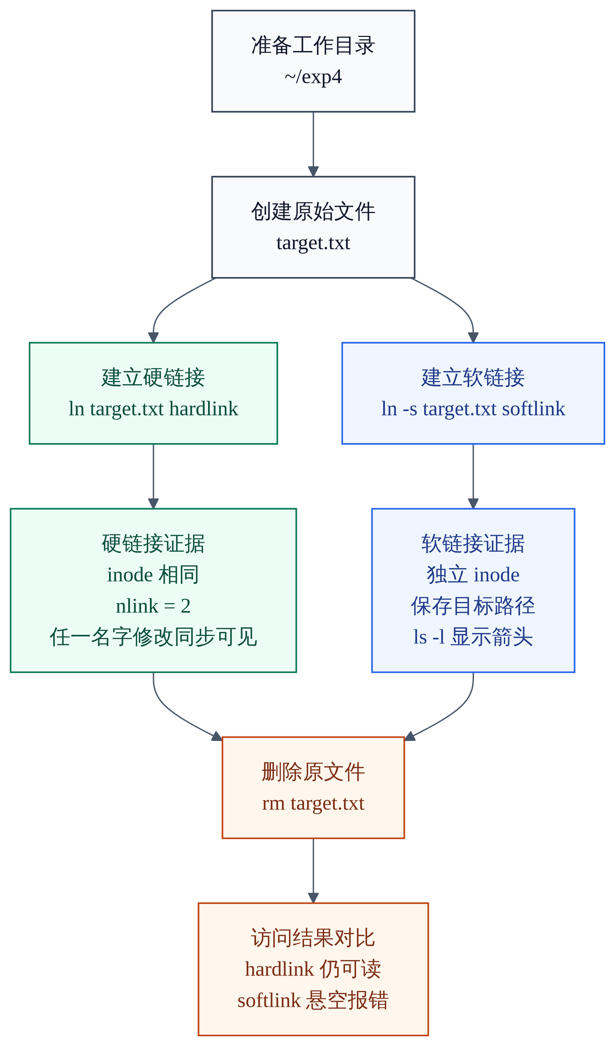 准备工作目录
~/exp4
创建原始文件
target.txt
建立硬链接
ln target.txt hardlink
建立软链接
ln -s target.txt softlink
硬链接证据
inode 相同
nlink = 2
任一名字修改同步可见
软链接证据
独立 inode
保存目标路径
ls -l 显示箭头
删除原文件
rm target.txt
访问结果对比
hardlink 仍可读
softlink 悬空报错